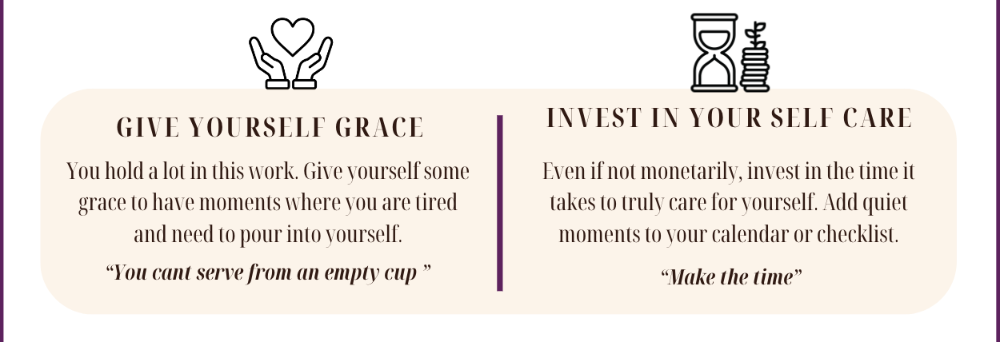 GIVE YOURSELF GRACE
You hold a lot in this work. Give yourself some
grace to have moments where you are tired
and need to pour into yourself.
“You cant serve from an empty cup ”
INVEST IN YOUR SELF CARE
Even if not monetarily, invest in the time it
takes to truly care for yourself. Add quiet
moments to your calendar or checklist.
“Make the time”